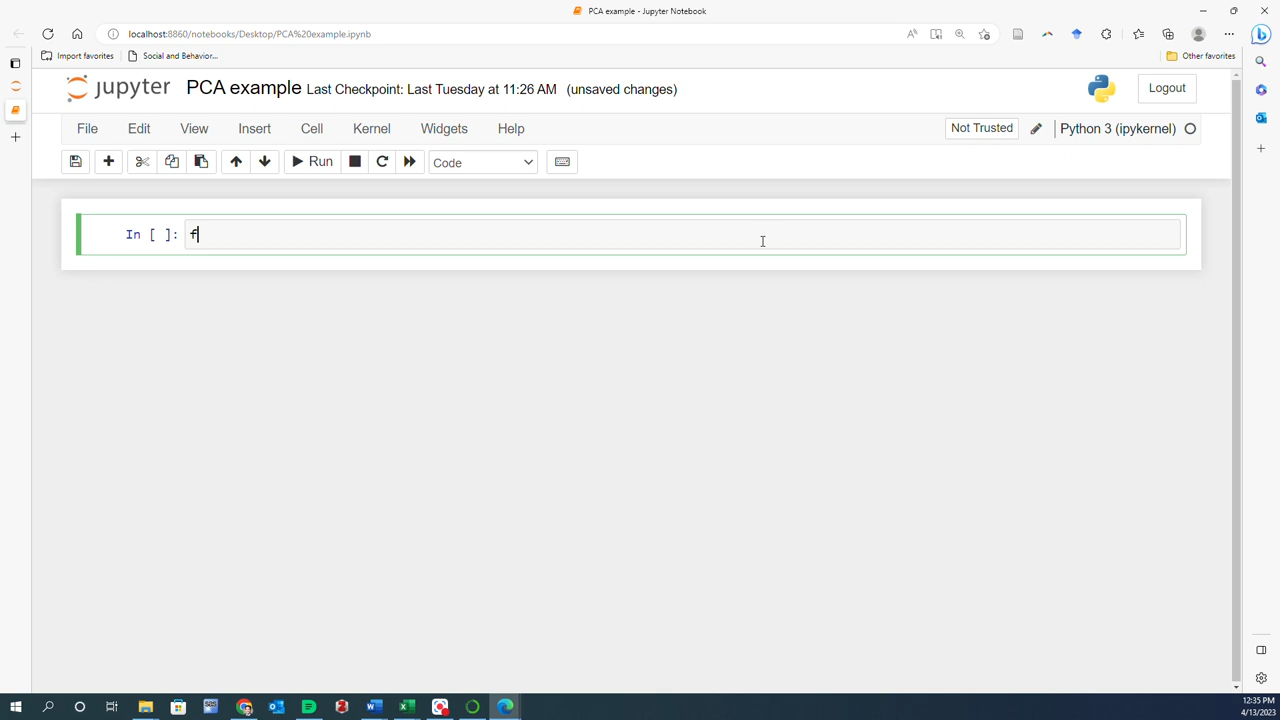 PCA example - Jupyter Notebook
localhost:8860/notebooks/Desktop/PCA%20example.ipynb
Import favorites
Social and Behavior...
Other favorites
jupyter PCA example Last Checkpoint: Last Tuesday at 11:26 AM (unsaved changes)
Logout
File Edit View Insert Cell Kernel Widgets Help
Not Trusted
Python 3 (ipykernel)
Run
Code
In [ ]: f
12:35 PM
4/13/2023